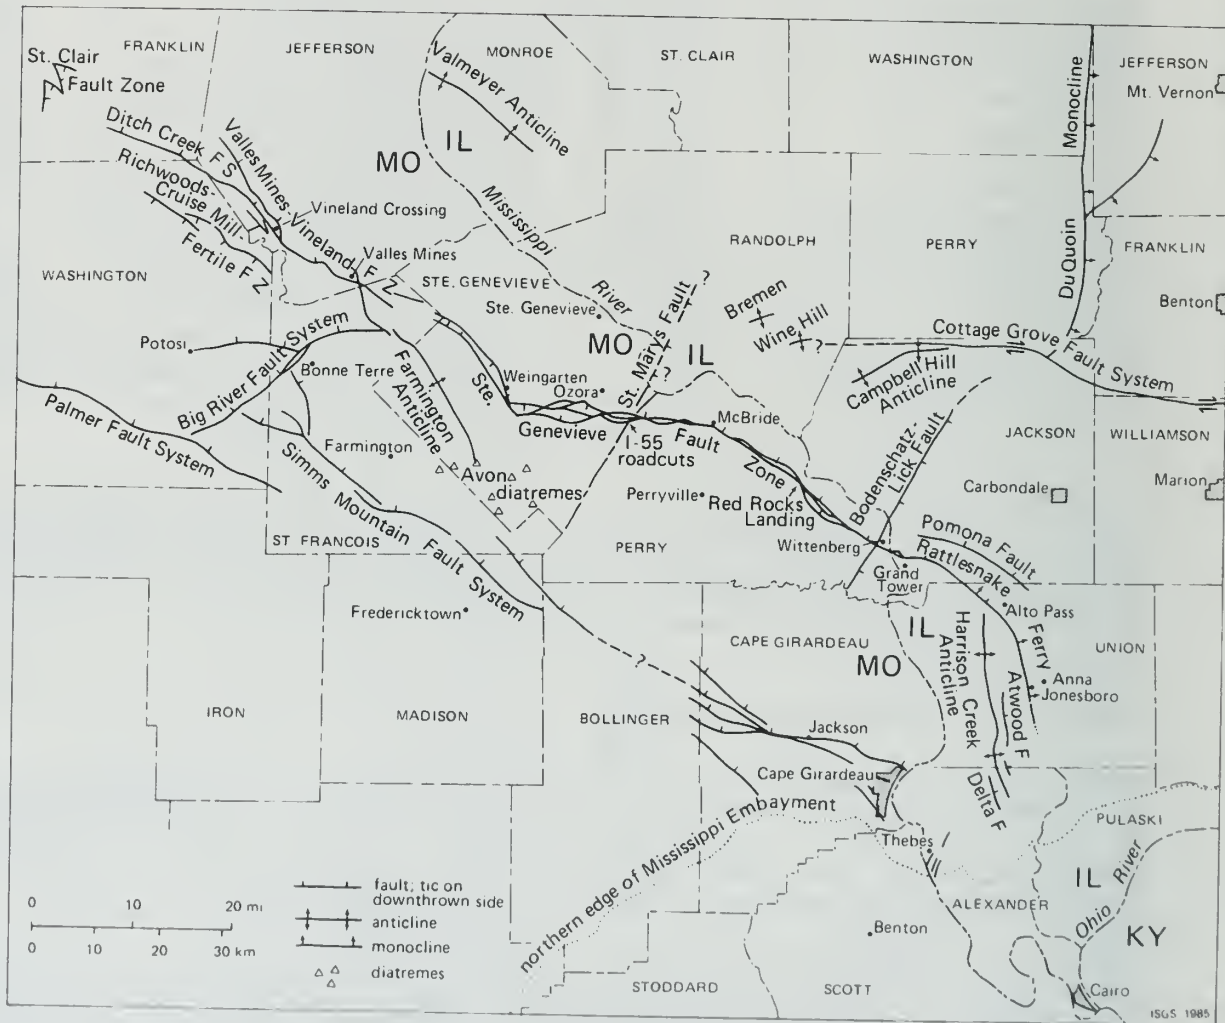 FRANKLIN
JEFFERSON
MONROE
ST. CLAIR
WASHINGTON
JEFFERSON
Mt. Vernon
St. Clair
Fault Zone
Valmeyer Anticline
Monocline
DuQuoin
Ditch Creek F S
Valles Mines-Vineland F Z
Richwoods-
Cruise Mill-
Fertile F Z
Vineland Crossing
Valles Mines
MO
IL
Mississippi
River
RANDOLPH
PERRY
FRANKLIN
WASHINGTON
STE. GENEVIEVE
Ste. Genevieve
Benton
Bremen
Wine Hill
?
?
?
MO
IL
St. Marys Fault
Cottage Grove Fault System
Campbell Hill
Anticline
Potosi
Big River Fault System
Bonne Terre
Farmington
Anticline
Weingarten
Ozora
Ste.
Genevieve
Fault
Zone
McBride
I-55
roadcuts
Palmer Fault System
Simms Mountain Fault System
Farmington
Avon
diatremes
Perryville
Red Rocks
Landing
Bodenschatz-
Lick Fault
JACKSON
WILLIAMSON
Carbondale
Marion
ST FRANCOIS
PERRY
Wittenberg
Grand
Tower
Pomona Fault
Rattlesnake
Ferry
Alto Pass
Fredericktown
CAPE GIRARDEAU
IL
MO
Harrison Creek
Anticline
Atwood F
UNION
Anna
Jonesboro
?
IRON
MADISON
BOLLINGER
Jackson
Cape Girardeau
Delta F
northern edge of Mississippi Embayment
PULASKI
Thebes
IL
River
Ohio
ALEXANDER
KY
Benton
STODDARD
SCOTT
Cairo
0 10 20 mi
0 10 20 30 km
fault; tic on
downthrown side
anticline
monocline
diatremes
ISGS 1985